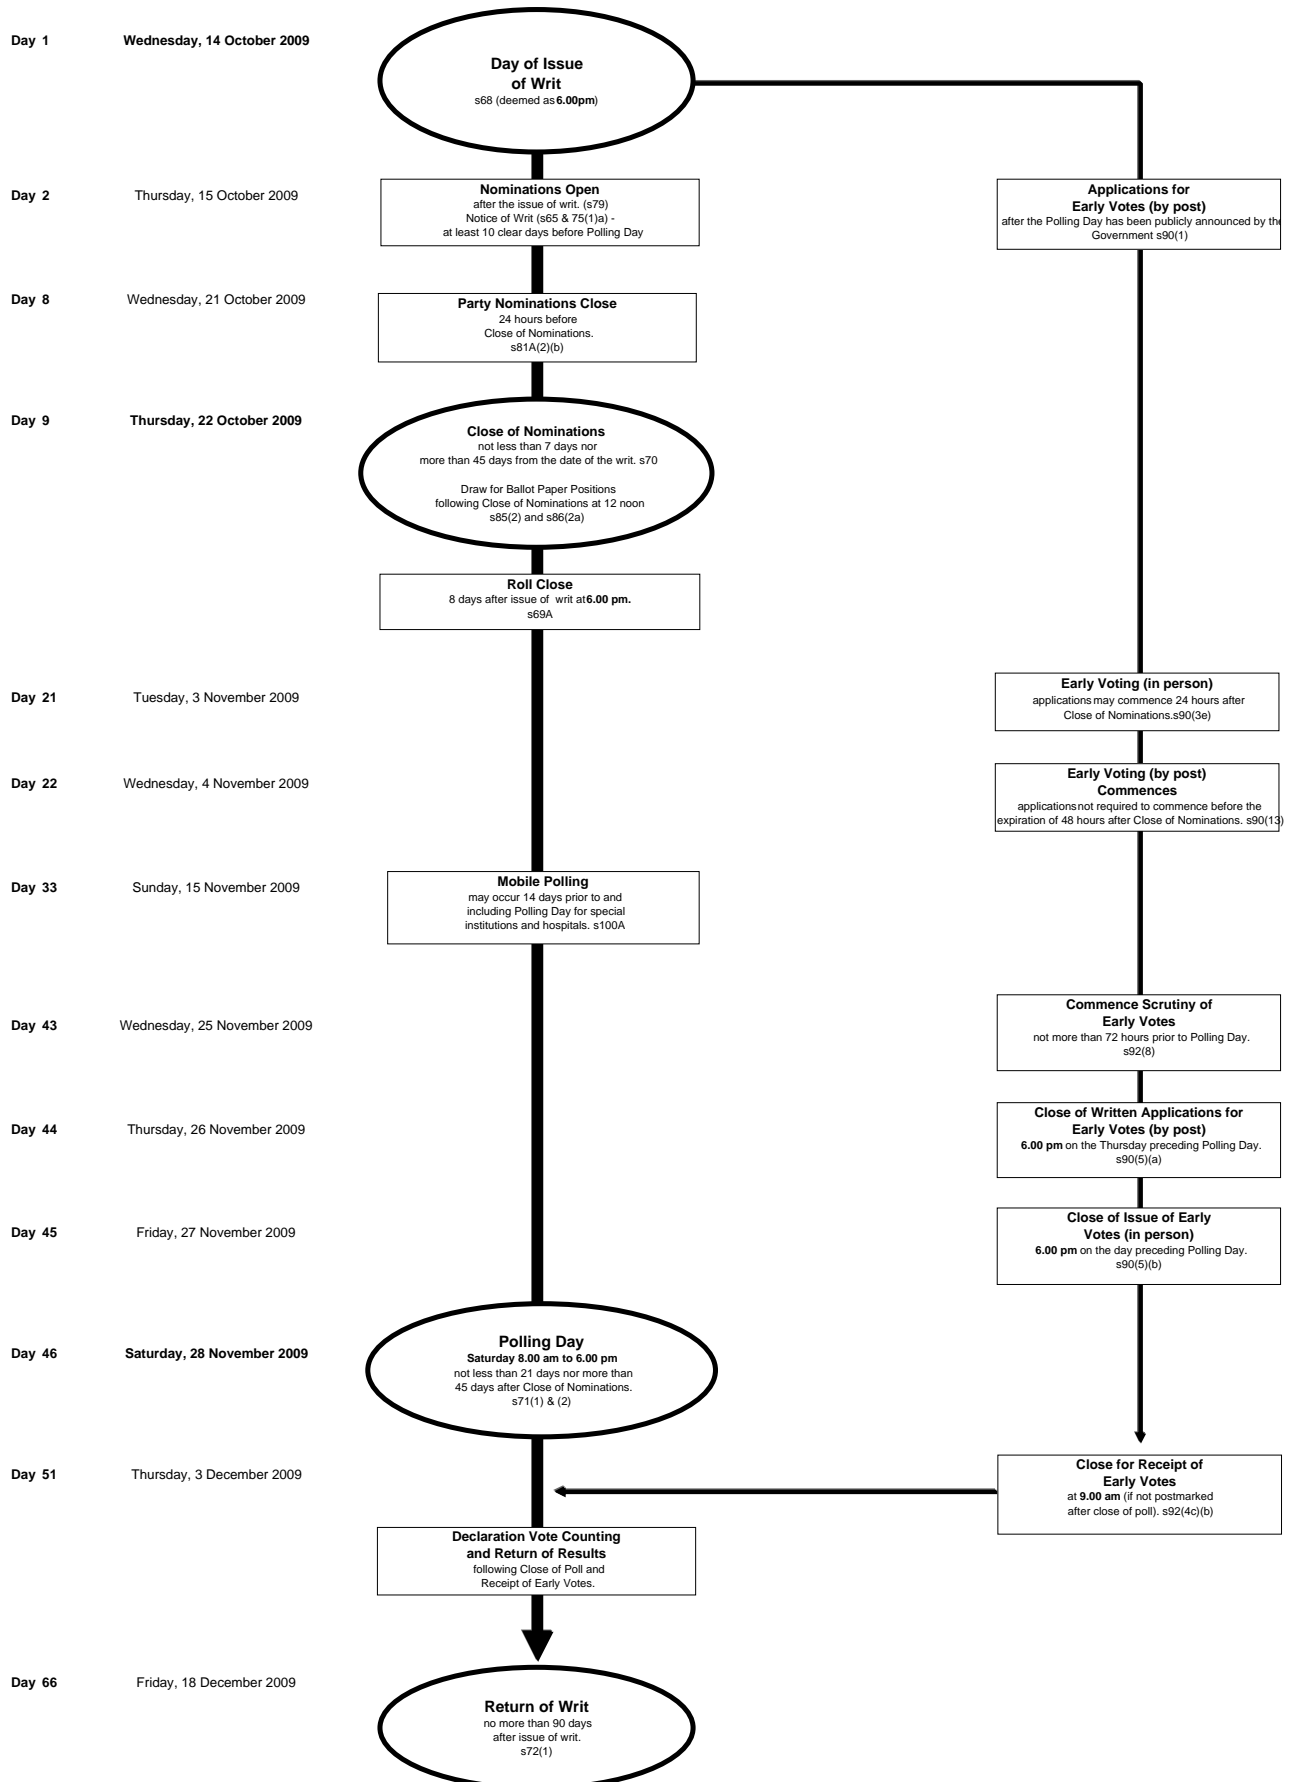 Day 1 Wednesday, 14 October 2009
Day of Issue
of Writ
s68 (deemed as 6.00pm)
Day 2 Thursday, 15 October 2009
Nominations Open
after the issue of writ. (s79)
Notice of Writ (s65 & 75(1)a) -
at least 10 clear days before Polling Day
Applications for
Early Votes (by post)
after the Polling Day has been publicly announced by the
Government s90(1)
Day 8 Wednesday, 21 October 2009
Party Nominations Close
24 hours before
Close of Nominations.
s81A(2)(b)
Day 9 Thursday, 22 October 2009
Close of Nominations
not less than 7 days nor
more than 45 days from the date of the writ. s70
Draw for Ballot Paper Positions
following Close of Nominations at 12 noon
s85(2) and s86(2a)
Roll Close
8 days after issue of writ at 6.00 pm.
s69A
Day 21 Tuesday, 3 November 2009
Early Voting (in person)
applications may commence 24 hours after
Close of Nominations.s90(3e)
Day 22 Wednesday, 4 November 2009
Early Voting (by post)
Commences
applications not required to commence before the
expiration of 48 hours after Close of Nominations. s90(13)
Day 33 Sunday, 15 November 2009
Mobile Polling
may occur 14 days prior to and
including Polling Day for special
institutions and hospitals. s100A
Day 43 Wednesday, 25 November 2009
Commence Scrutiny of
Early Votes
not more than 72 hours prior to Polling Day.
s92(8)
Day 44 Thursday, 26 November 2009
Close of Written Applications for
Early Votes (by post)
6.00 pm on the Thursday preceding Polling Day.
s90(5)(a)
Day 45 Friday, 27 November 2009
Close of Issue of Early
Votes (in person)
6.00 pm on the day preceding Polling Day.
s90(5)(b)
Day 46 Saturday, 28 November 2009
Polling Day
Saturday 8.00 am to 6.00 pm
not less than 21 days nor more than
45 days after Close of Nominations.
s71(1) & (2)
Day 51 Thursday, 3 December 2009
Close for Receipt of
Early Votes
at 9.00 am (if not postmarked
after close of poll). s92(4c)(b)
Declaration Vote Counting
and Return of Results
following Close of Poll and
Receipt of Early Votes.
Day 66 Friday, 18 December 2009
Return of Writ
no more than 90 days
after issue of writ.
s72(1)